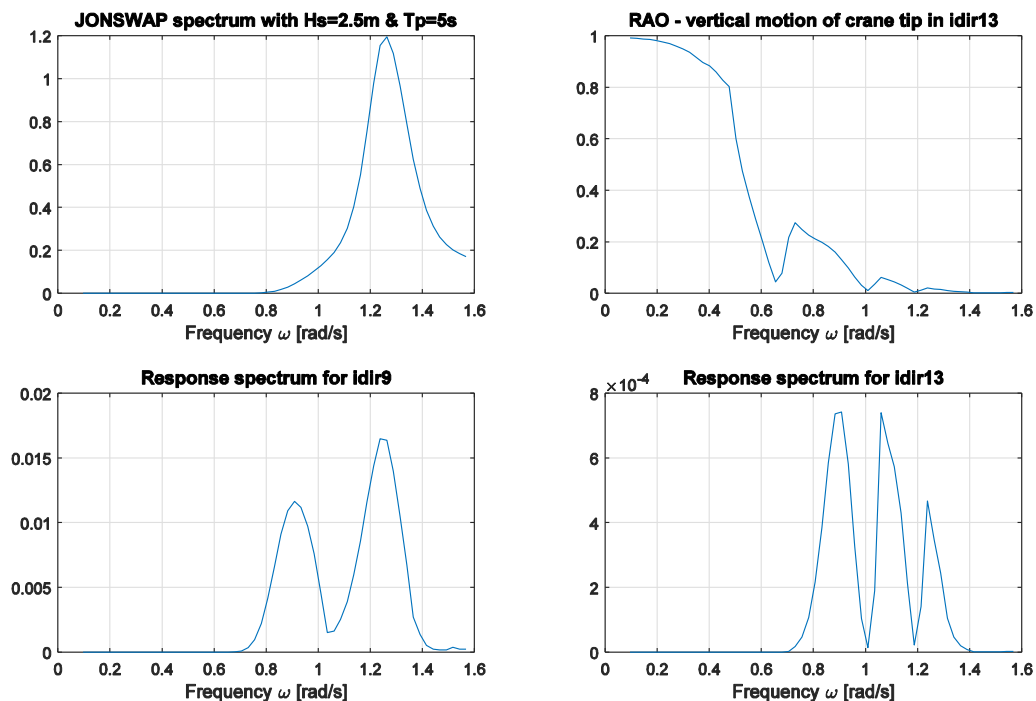 JONSWAP spectrum with Hs=2.5m & Tp=5s
1.2
1
0.8
0.6
0.4
0.2
0
0 0.2 0.4 0.6 0.8 1 1.2 1.4 1.6
Frequency ω [rad/s]
RAO - vertical motion of crane tip in idir13
1
0.8
0.6
0.4
0.2
0
0 0.2 0.4 0.6 0.8 1 1.2 1.4 1.6
Frequency ω [rad/s]
Response spectrum for idir9
0.02
0.015
0.01
0.005
0
0 0.2 0.4 0.6 0.8 1 1.2 1.4 1.6
Frequency ω [rad/s]
Response spectrum for idir13
×10-4
8
6
4
2
0
0 0.2 0.4 0.6 0.8 1 1.2 1.4 1.6
Frequency ω [rad/s]